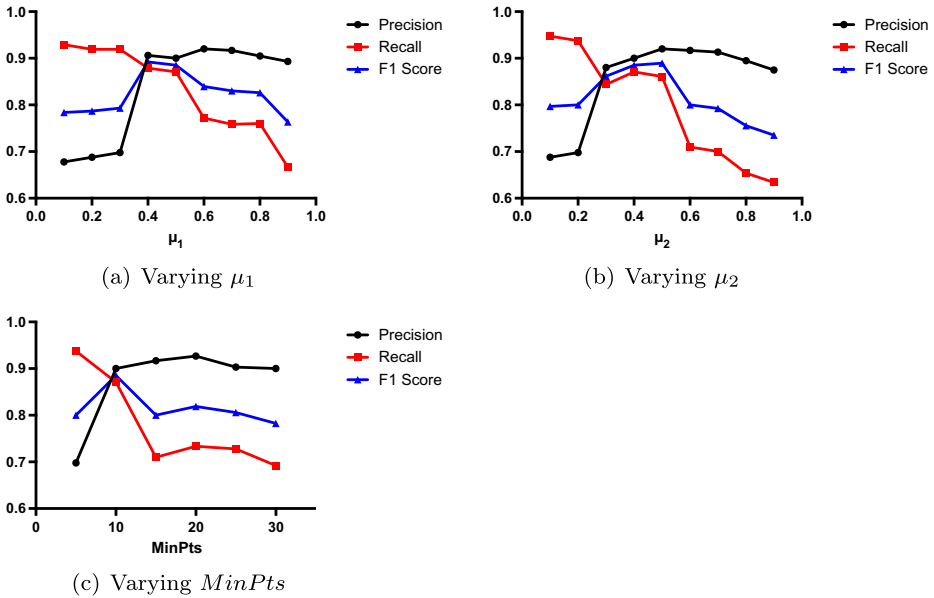 1.0
0.9
0.8
0.7
0.6
0.0 0.2 0.4 0.6 0.8 1.0
μ1
Precision
Recall
F1 Score
(a) Varying μ1
1.0
0.9
0.8
0.7
0.6
0.0 0.2 0.4 0.6 0.8 1.0
μ2
Precision
Recall
F1 Score
(b) Varying μ2
1.0
0.9
0.8
0.7
0.6
0 10 20 30
MinPts
Precision
Recall
F1 Score
(c) Varying MinPts